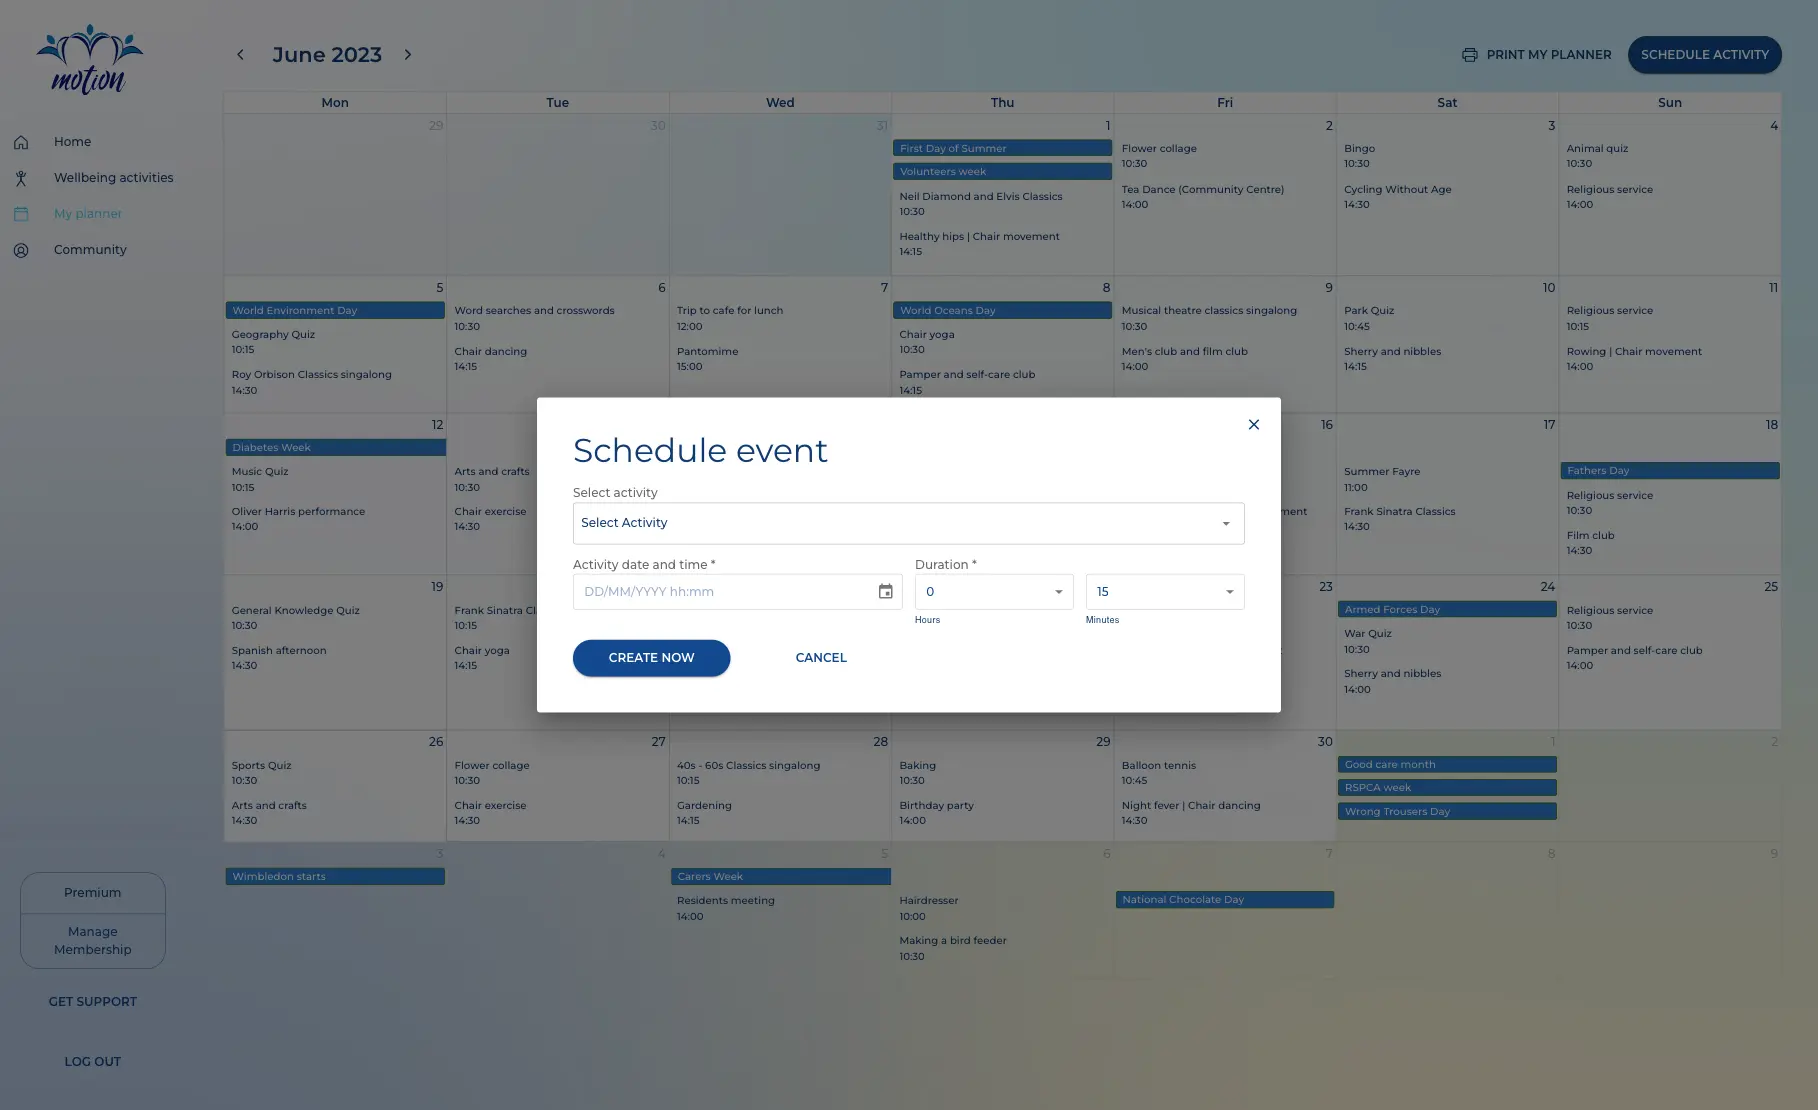 motion
Home
Wellbeing activities
My planner
Community
Premium
Manage
Membership
GET SUPPORT
LOG OUT
June 2023
PRINT MY PLANNER
SCHEDULE ACTIVITY
Mon Tue Wed Thu Fri Sat Sun
29
30
31
1
First Day of Summer
Volunteers week
Neil Diamond and Elvis Classics
10:30
Healthy hips | Chair movement
14:15
2
Flower collage
10:30
Tea Dance (Community Centre)
14:00
3
Bingo
10:30
Cycling Without Age
14:30
4
Animal quiz
10:30
Religious service
14:00
5
World Environment Day
Geography Quiz
10:15
Roy Orbison Classics singalong
14:30
6
Word searches and crosswords
10:30
Chair dancing
14:15
7
Trip to cafe for lunch
12:00
Pantomime
15:00
8
World Oceans Day
Chair yoga
10:30
Pamper and self-care club
14:15
9
Musical theatre classics singalong
10:30
Men's club and film club
14:00
10
Park Quiz
10:45
Sherry and nibbles
14:15
11
Religious service
10:15
Rowing | Chair movement
14:00
12
Diabetes Week
Music Quiz
10:15
Oliver Harris performance
14:00
Arts and crafts
10:30
Chair exercise
14:30
16
ment
17
Summer Fayre
11:00
Frank Sinatra Classics
14:30
18
Fathers Day
Religious service
10:30
Film club
14:30
Schedule event
Select activity
Select Activity
Activity date and time *
DD/MM/YYYY hh:mm
Duration *
0
Hours
15
Minutes
CREATE NOW
CANCEL
19
General Knowledge Quiz
10:30
Spanish afternoon
14:30
Frank Sinatra Cl
10:15
Chair yoga
14:15
23
24
Armed Forces Day
War Quiz
10:30
Sherry and nibbles
14:00
25
Religious service
10:30
Pamper and self-care club
14:00
26
Sports Quiz
10:30
Arts and crafts
14:30
27
Flower collage
10:30
Chair exercise
14:30
28
40s - 60s Classics singalong
10:15
Gardening
14:15
29
Baking
10:30
Birthday party
14:00
30
Balloon tennis
10:45
Night fever | Chair dancing
14:30
1
Good care month
RSPCA week
Wrong Trousers Day
2
3
Wimbledon starts
4
5
Carers Week
Residents meeting
14:00
6
Hairdresser
10:00
Making a bird feeder
10:30
7
National Chocolate Day
8
9